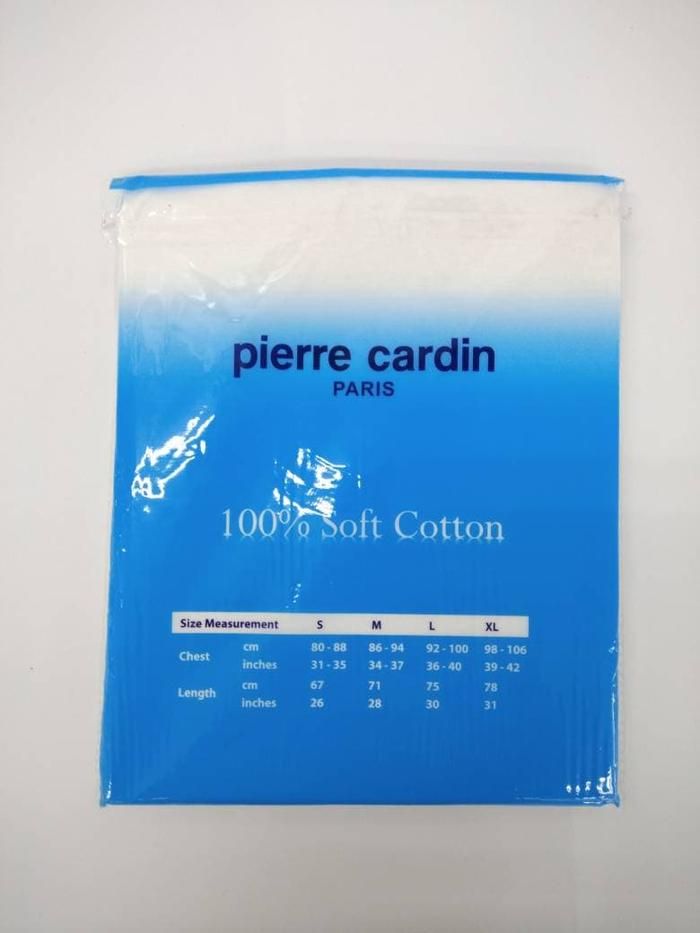 pierre cardin
PARIS
100% Soft Cotton
Size Measurement S M L XL
Chest cm 80 - 88 86 - 94 92 - 100 98 - 106
inches 31 - 35 34 - 37 36 - 40 39 - 42
Length cm 67 71 75 78
inches 26 28 30 31